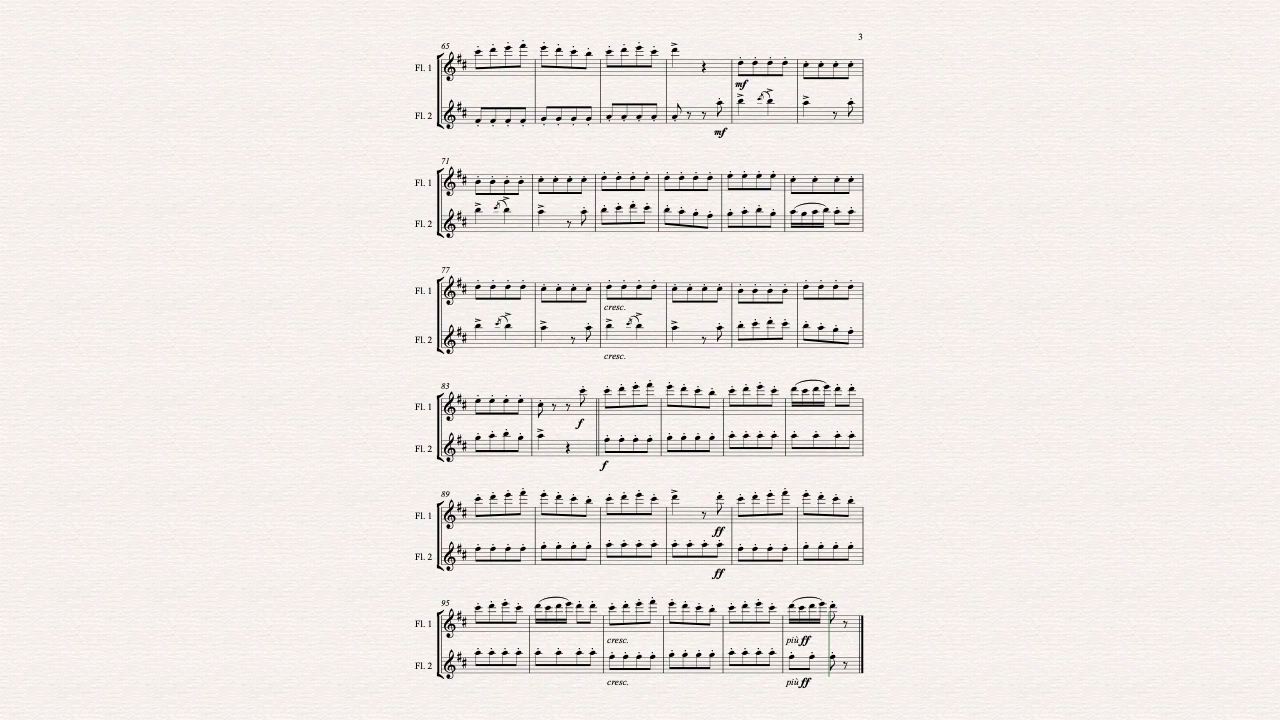 3
65
Fl. 1
mf
Fl. 2
mf
71
Fl. 1
Fl. 2
77
Fl. 1
cresc.
Fl. 2
cresc.
83
Fl. 1
f
Fl. 2
f
89
Fl. 1
ff
Fl. 2
ff
95
Fl. 1
cresc. più ff
Fl. 2
cresc. più ff